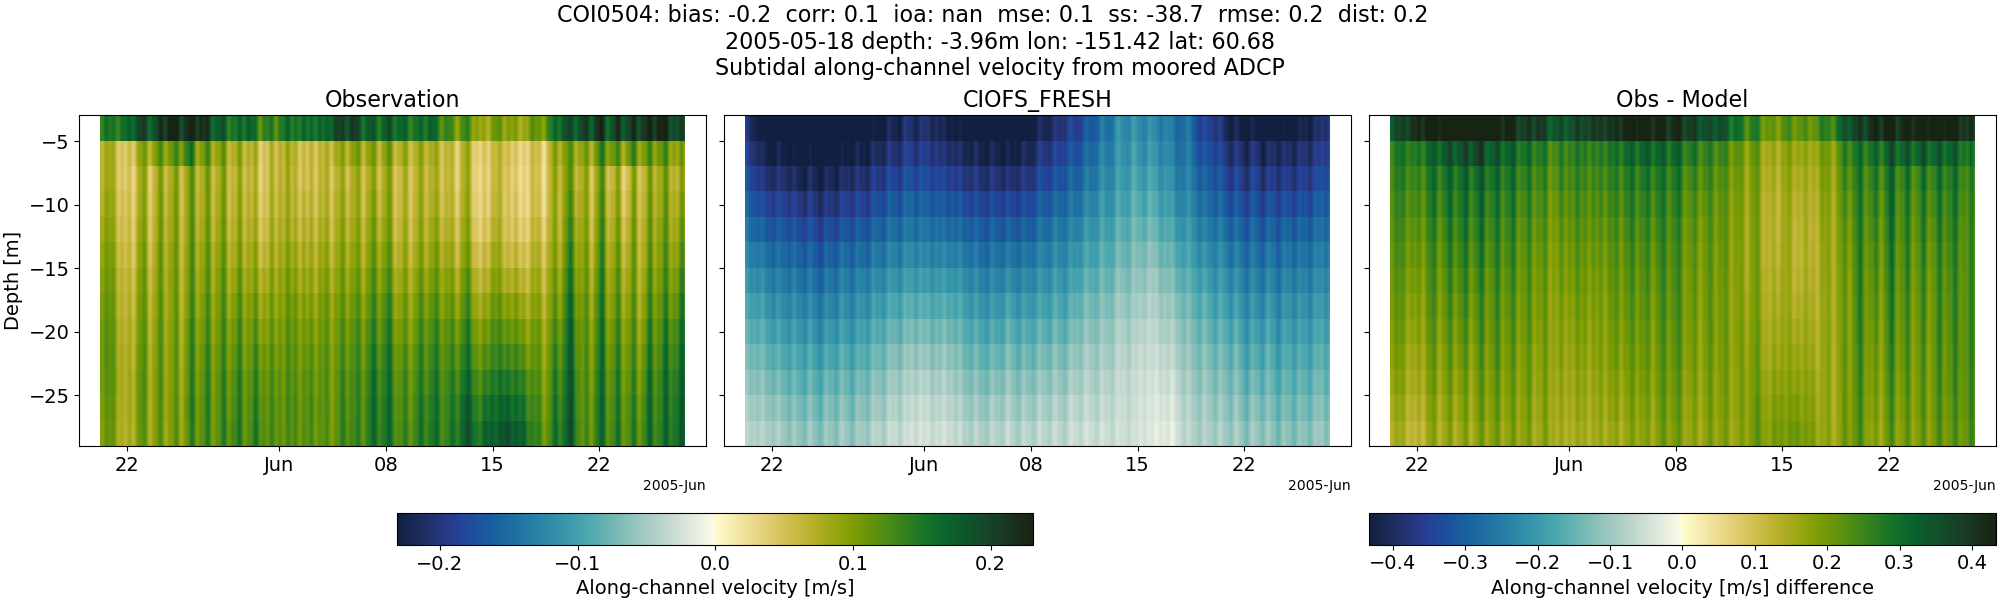 COI0504: bias: -0.2  corr: 0.1  ioa: nan  mse: 0.1  ss: -38.7  rmse: 0.2  dist: 0.2
2005-05-18 depth: -3.96m lon: -151.42 lat: 60.68
Subtidal along-channel velocity from moored ADCP
Observation
CIOFS_FRESH
Obs - Model
Depth [m]
−5
−10
−15
−20
−25
22 Jun 08 15 22
2005-Jun
22 Jun 08 15 22
2005-Jun
22 Jun 08 15 22
2005-Jun
−0.2 −0.1 0.0 0.1 0.2
Along-channel velocity [m/s]
−0.4 −0.3 −0.2 −0.1 0.0 0.1 0.2 0.3 0.4
Along-channel velocity [m/s] difference